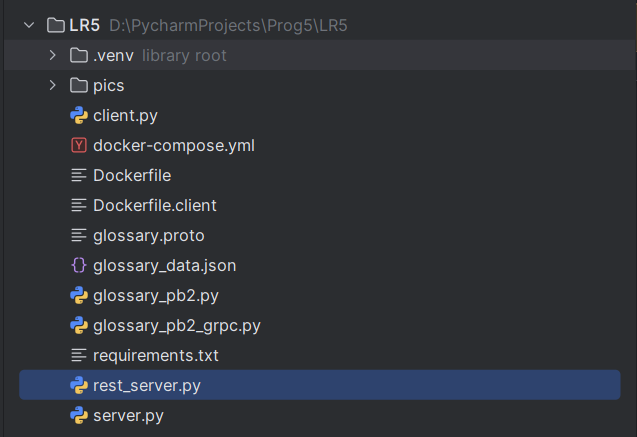 LR5 D:\PycharmProjects\Prog5\LR5
.venv library root
pics
client.py
Y docker-compose.yml
Dockerfile
Dockerfile.client
glossary.proto
{} glossary_data.json
glossary_pb2.py
glossary_pb2_grpc.py
requirements.txt
rest_server.py
server.py